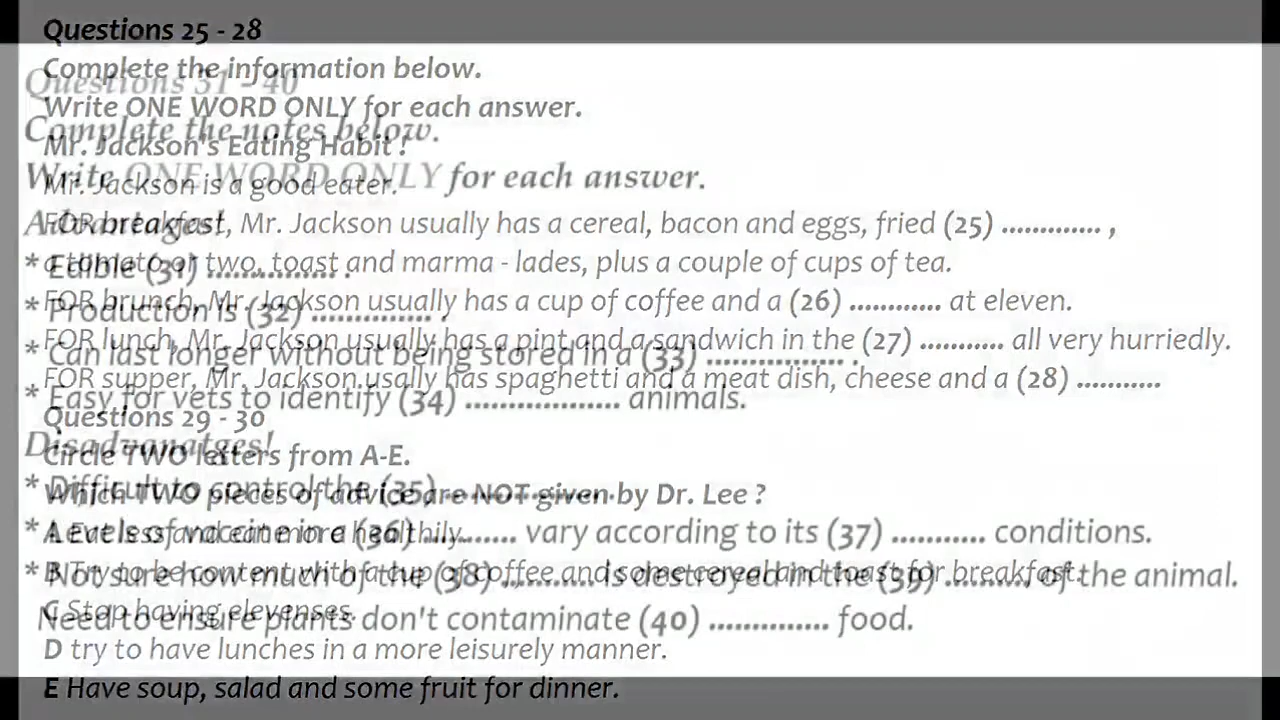 Questions 25 - 28
Complete the information below.
Write ONE WORD ONLY for each answer.
Mr. Jackson's Eating Habit !
Mr. Jackson is a good eater.
FOR breakfast, Mr. Jackson usually has a cereal, bacon and eggs, fried (25) ............. ,
a tomato or two, toast and marma - lades, plus a couple of cups of tea.
FOR brunch, Mr. Jackson usually has a cup of coffee and a (26) ............ at eleven.
FOR lunch, Mr. Jackson usually has a pint and a sandwich in the (27) ........... all very hurriedly.
FOR supper, Mr. Jackson usally has spaghetti and a meat dish, cheese and a (28) ...........
Questions 29 - 30
Circle TWO letters from A-E.
Which TWO pieces of advice are NOT given by Dr. Lee ?
A Eat less and eat more healthily.
B Try to be content with a cup of coffee and some cereal and toast for breakfast.
C Stop having elevenses.
D try to have lunches in a more leisurely manner.
E Have soup, salad and some fruit for dinner.
Questions 31 - 40
Complete the notes below.
Write ONE WORD ONLY for each answer.
Advantages!
* Edible (31) .............. .
* Production is (32) .............. .
* Can last longer without being stored in a (33) ................ .
* Easy for vets to identify (34) .................. animals.
Disadvanatges!
* Difficult to control the (35) .................. .
* Levels of vaccine in a (36) ........... vary according to its (37) ........... conditions.
* Not sure how much of the (38) ........... is destroyed in the (39) .......... of the animal.
Need to ensure plants don't contaminate (40) .............. food.